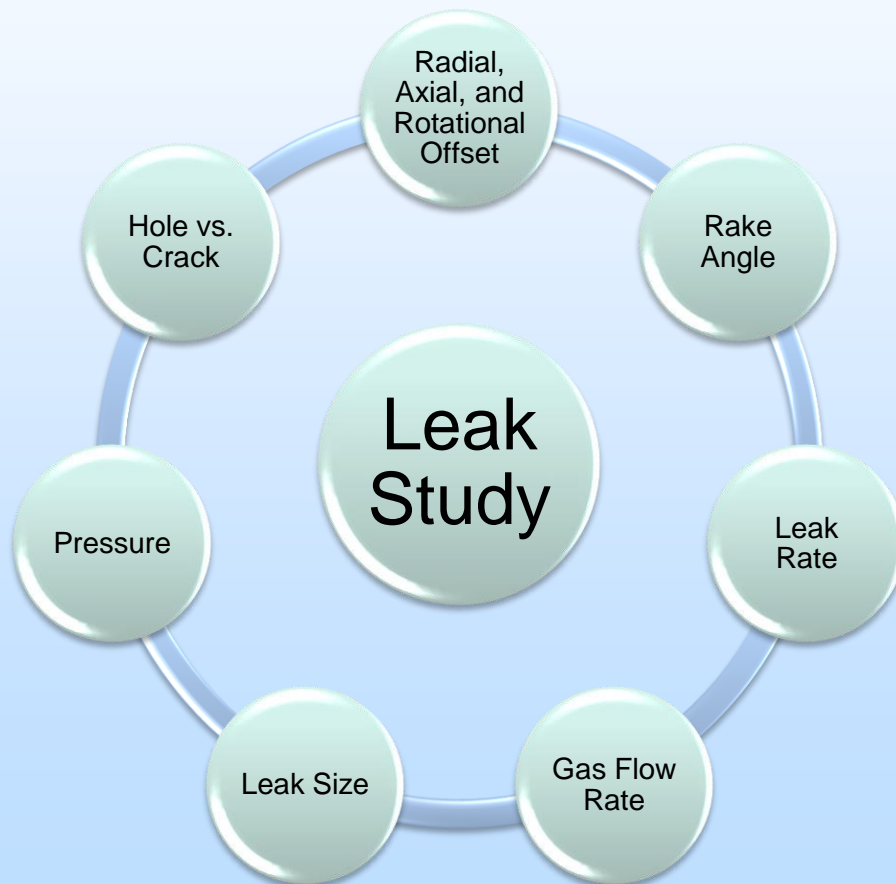 Radial,
Axial, and
Rotational
Offset
Rake
Angle
Leak
Rate
Gas Flow
Rate
Leak Size
Pressure
Hole vs.
Crack
Leak
Study